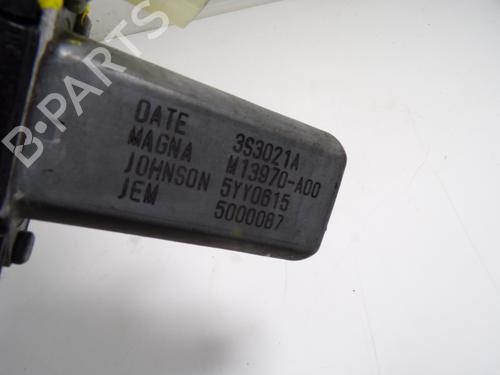 DATE 3S3021A
MAGNA M13970-A00
JOHNSON 5YY0615
JEM 5000087
B-PARTS